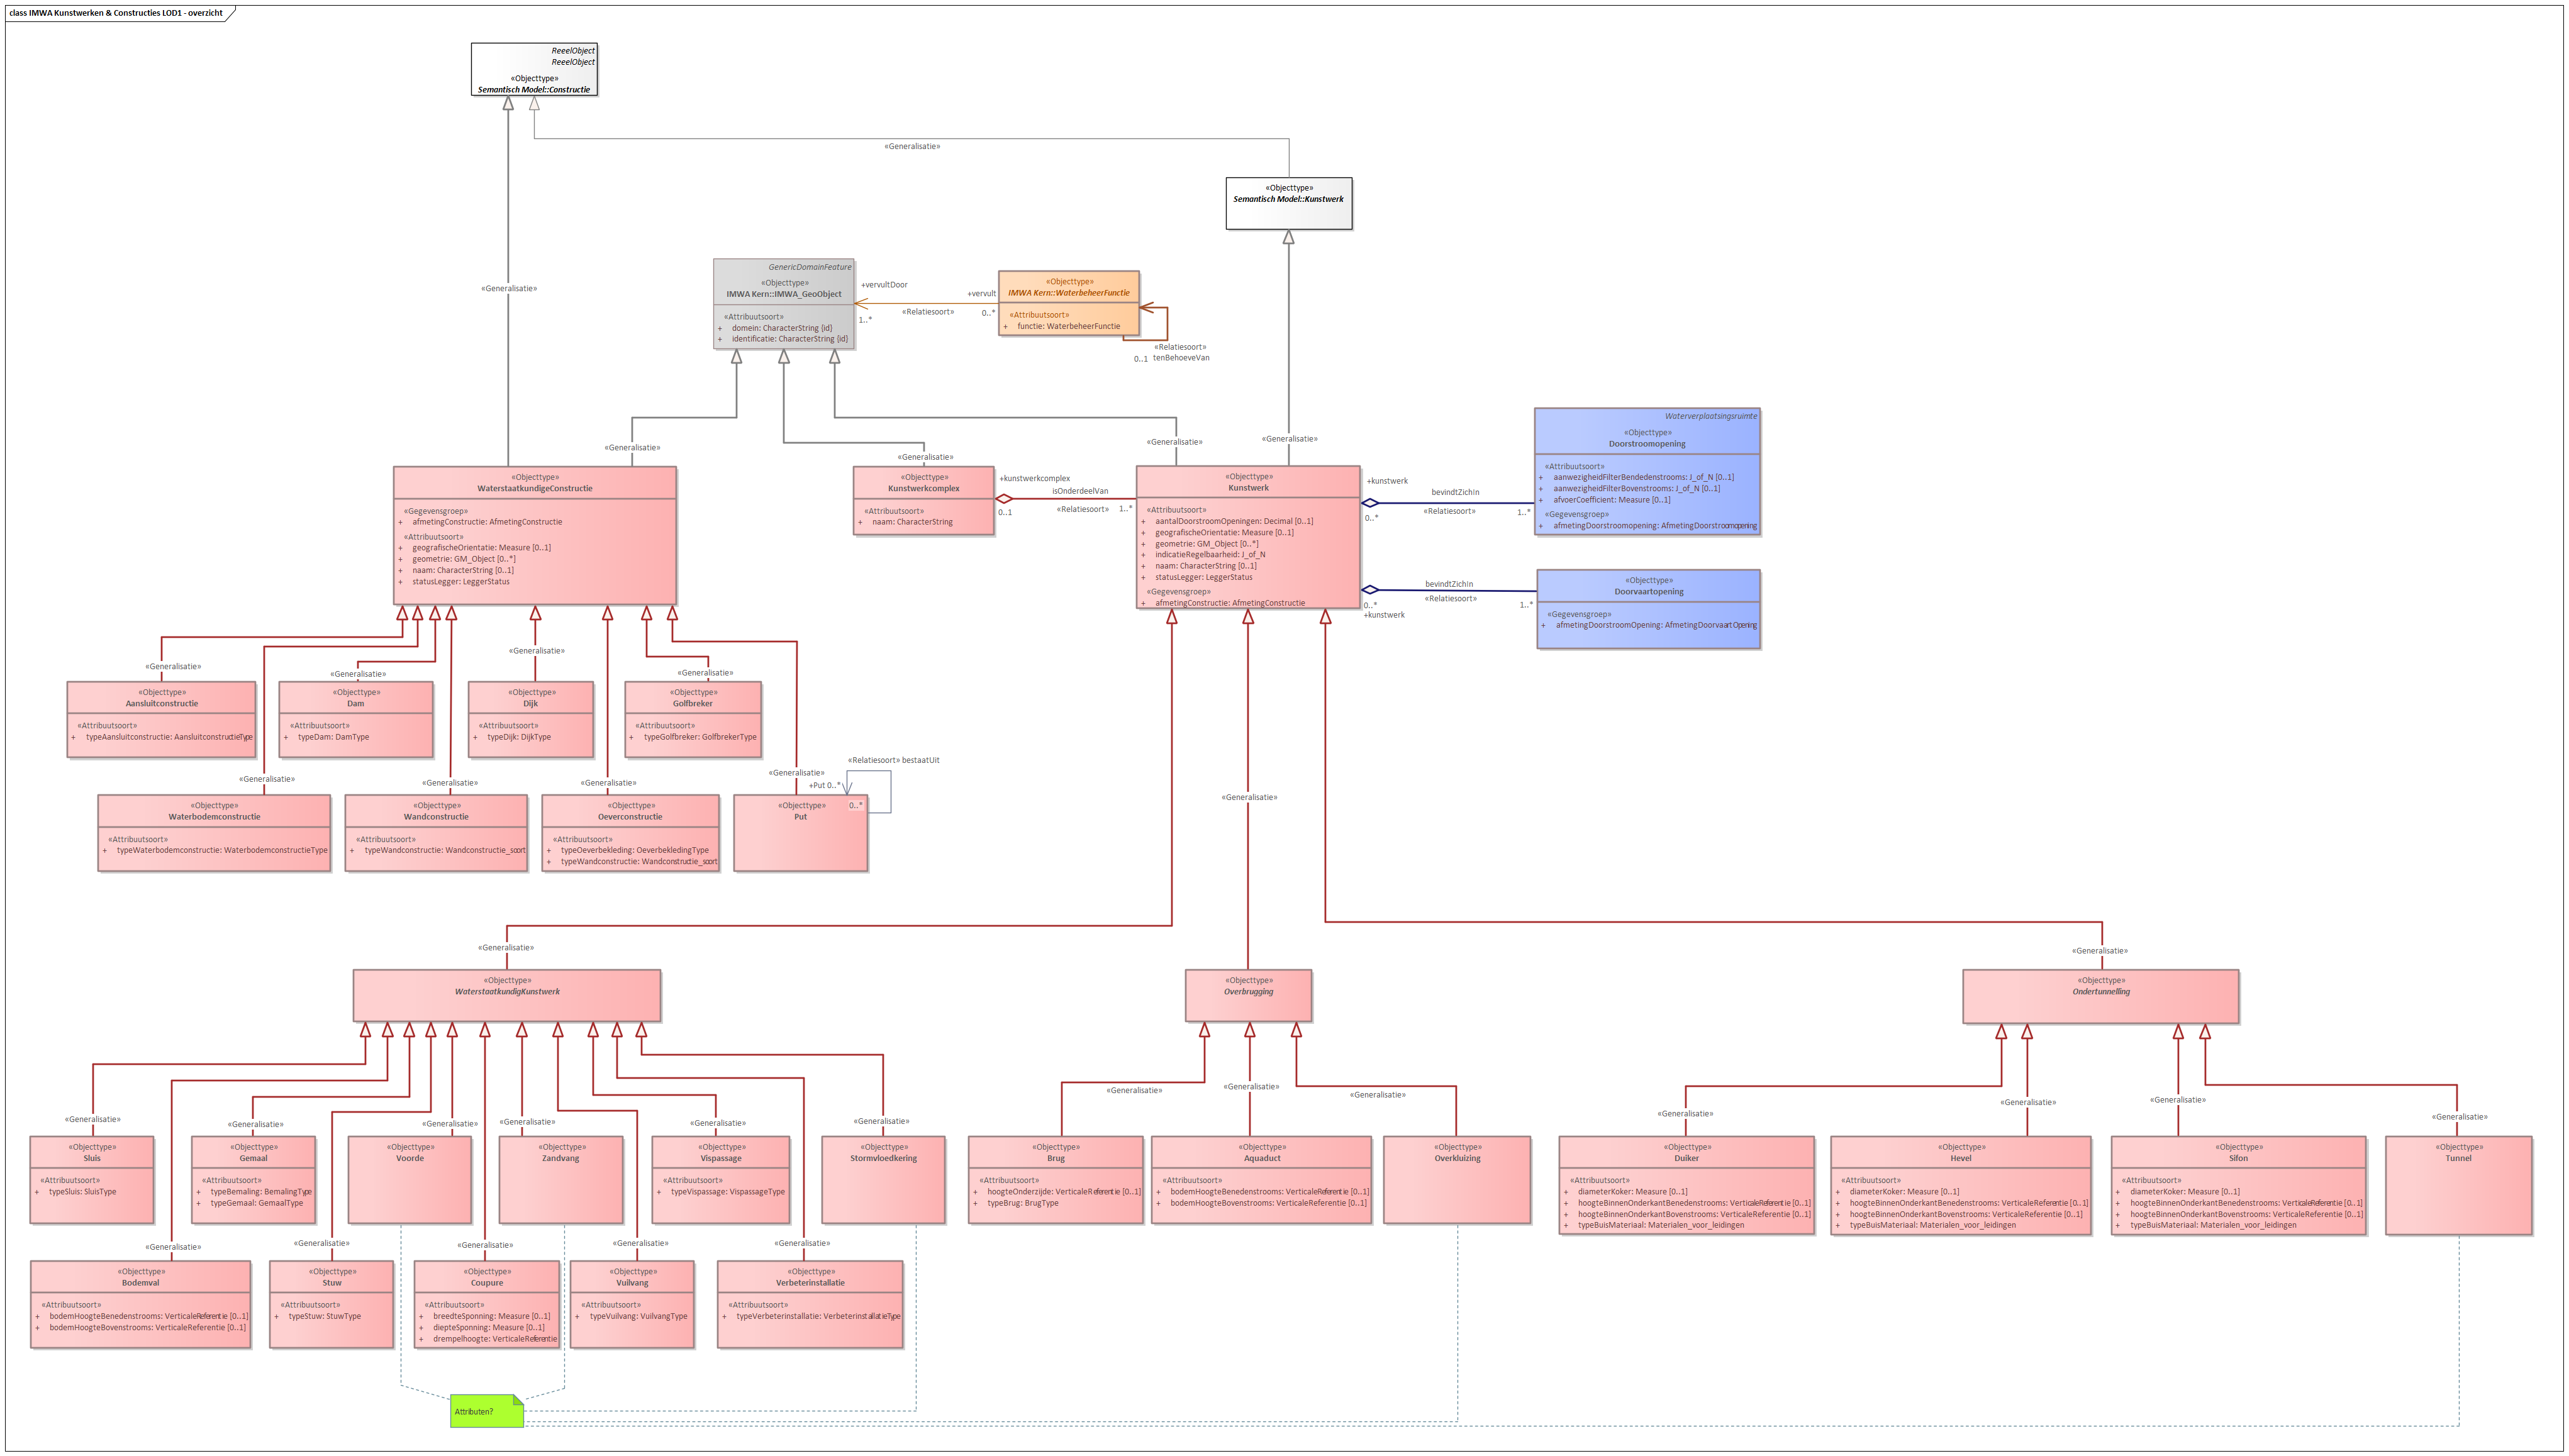 class IMWA Kunstwerken & Constructies LOD1 - overzicht
ReeelObject
ReeelObject
«Objecttype»
Semantisch Model::Constructie
«Generalisatie»
«Objecttype»
Semantisch Model::Kunstwerk
«Generalisatie»
«Generalisatie»
GenericDomainFeature
«Objecttype»
IMWA Kern::IMWA_GeoObject
«Attribuutsoort»
+ domein: CharacterString {id}
+ identificatie: CharacterString {id}
+vervultDoor
1..*
«Relatiesoort»
+vervult
0..*
«Objecttype»
IMWA Kern::WaterbeheerFunctie
«Attribuutsoort»
+ functie: WaterbeheerFunctie
«Relatiesoort»
0..1 tenBehoeveVan
«Generalisatie»
«Generalisatie»
«Generalisatie»
«Objecttype»
WaterstaatkundigeConstructie
«Gegevensgroep»
+ afmetingConstructie: AfmetingConstructie
«Attribuutsoort»
+ geografischeOrientatie: Measure [0..1]
+ geometrie: GM_Object [0..*]
+ naam: CharacterString [0..1]
+ statusLegger: LeggerStatus
«Objecttype»
Kunstwerkcomplex
«Attribuutsoort»
+ naam: CharacterString
+kunstwerkcomplex
0..1
isOnderdeelVan
«Relatiesoort»
1..*
«Objecttype»
Kunstwerk
«Attribuutsoort»
+ aantalDoorstroomOpeningen: Decimal [0..1]
+ geografischeOrientatie: Measure [0..1]
+ geometrie: GM_Object [0..*]
+ indicatieRegelbaarheid: J_of_N
+ naam: CharacterString [0..1]
+ statusLegger: LeggerStatus
«Gegevensgroep»
+ afmetingConstructie: AfmetingConstructie
+kunstwerk
0..*
bevindtZichIn
«Relatiesoort»
1..*
Waterverplaatsingsruimte
«Objecttype»
Doorstroomopening
«Attribuutsoort»
+ aanwezigheidFilterBendedenstrooms: J_of_N [0..1]
+ aanwezigheidFilterBovenstrooms: J_of_N [0..1]
+ afvoerCoefficient: Measure [0..1]
«Gegevensgroep»
+ afmetingDoorstroomopening: AfmetingDoorstroomopening
0..*
+kunstwerk
bevindtZichIn
«Relatiesoort»
1..*
«Objecttype»
Doorvaartopening
«Gegevensgroep»
+ afmetingDoorstroomOpening: AfmetingDoorvaartOpening
«Generalisatie»
«Objecttype»
Aansluitconstructie
«Attribuutsoort»
+ typeAansluitconstructie: AansluitconstructieType
«Generalisatie»
«Objecttype»
Dam
«Attribuutsoort»
+ typeDam: DamType
«Generalisatie»
«Objecttype»
Dijk
«Attribuutsoort»
+ typeDijk: DijkType
«Generalisatie»
«Objecttype»
Golfbreker
«Attribuutsoort»
+ typeGolfbreker: GolfbrekerType
«Generalisatie»
«Objecttype»
Waterbodemconstructie
«Attribuutsoort»
+ typeWaterbodemconstructie: WaterbodemconstructieType
«Generalisatie»
«Objecttype»
Wandconstructie
«Attribuutsoort»
+ typeWandconstructie: Wandconstructie_soort
«Generalisatie»
«Objecttype»
Oeverconstructie
«Attribuutsoort»
+ typeOeverbekleding: OeverbekledingType
+ typeWandconstructie: Wandconstructie_soort
«Generalisatie»
«Relatiesoort» bestaatUit
+Put 0..*
0..*
«Objecttype»
Put
«Generalisatie»
«Generalisatie»
«Generalisatie»
«Objecttype»
WaterstaatkundigKunstwerk
«Objecttype»
Overbrugging
«Objecttype»
Ondertunnelling
«Generalisatie»
«Objecttype»
Sluis
«Attribuutsoort»
+ typeSluis: SluisType
«Generalisatie»
«Objecttype»
Gemaal
«Attribuutsoort»
+ typeBemaling: BemalingType
+ typeGemaal: GemaalType
«Generalisatie»
«Objecttype»
Voorde
«Generalisatie»
«Objecttype»
Zandvang
«Generalisatie»
«Objecttype»
Vispassage
«Attribuutsoort»
+ typeVispassage: VispassageType
«Generalisatie»
«Objecttype»
Stormvloedkering
«Generalisatie»
«Objecttype»
Brug
«Attribuutsoort»
+ hoogteOnderzijde: VerticaleReferentie [0..1]
+ typeBrug: BrugType
«Generalisatie»
«Objecttype»
Aquaduct
«Attribuutsoort»
+ bodemHoogteBenedenstrooms: VerticaleReferentie [0..1]
+ bodemHoogteBovenstrooms: VerticaleReferentie [0..1]
«Generalisatie»
«Objecttype»
Overkluizing
«Generalisatie»
«Objecttype»
Duiker
«Attribuutsoort»
+ diameterKoker: Measure [0..1]
+ hoogteBinnenOnderkantBenedenstrooms: VerticaleReferentie [0..1]
+ hoogteBinnenOnderkantBovenstrooms: VerticaleReferentie [0..1]
+ typeBuisMateriaal: Materialen_voor_leidingen
«Generalisatie»
«Objecttype»
Hevel
«Attribuutsoort»
+ diameterKoker: Measure [0..1]
+ hoogteBinnenOnderkantBenedenstrooms: VerticaleReferentie [0..1]
+ hoogteBinnenOnderkantBovenstrooms: VerticaleReferentie [0..1]
+ typeBuisMateriaal: Materialen_voor_leidingen
«Generalisatie»
«Objecttype»
Sifon
«Attribuutsoort»
+ diameterKoker: Measure [0..1]
+ hoogteBinnenOnderkantBenedenstrooms: VerticaleReferentie [0..1]
+ hoogteBinnenOnderkantBovenstrooms: VerticaleReferentie [0..1]
+ typeBuisMateriaal: Materialen_voor_leidingen
«Generalisatie»
«Objecttype»
Tunnel
«Generalisatie»
«Objecttype»
Bodemval
«Attribuutsoort»
+ bodemHoogteBenedenstrooms: VerticaleReferentie [0..1]
+ bodemHoogteBovenstrooms: VerticaleReferentie [0..1]
«Generalisatie»
«Objecttype»
Stuw
«Attribuutsoort»
+ typeStuw: StuwType
«Generalisatie»
«Objecttype»
Coupure
«Attribuutsoort»
+ breedteSponning: Measure [0..1]
+ diepteSponning: Measure [0..1]
+ drempelhoogte: VerticaleReferentie
«Generalisatie»
«Objecttype»
Vuilvang
«Attribuutsoort»
+ typeVuilvang: VuilvangType
«Generalisatie»
«Objecttype»
Verbeterinstallatie
«Attribuutsoort»
+ typeVerbeterinstallatie: VerbeterinstallatieType
Attributen?